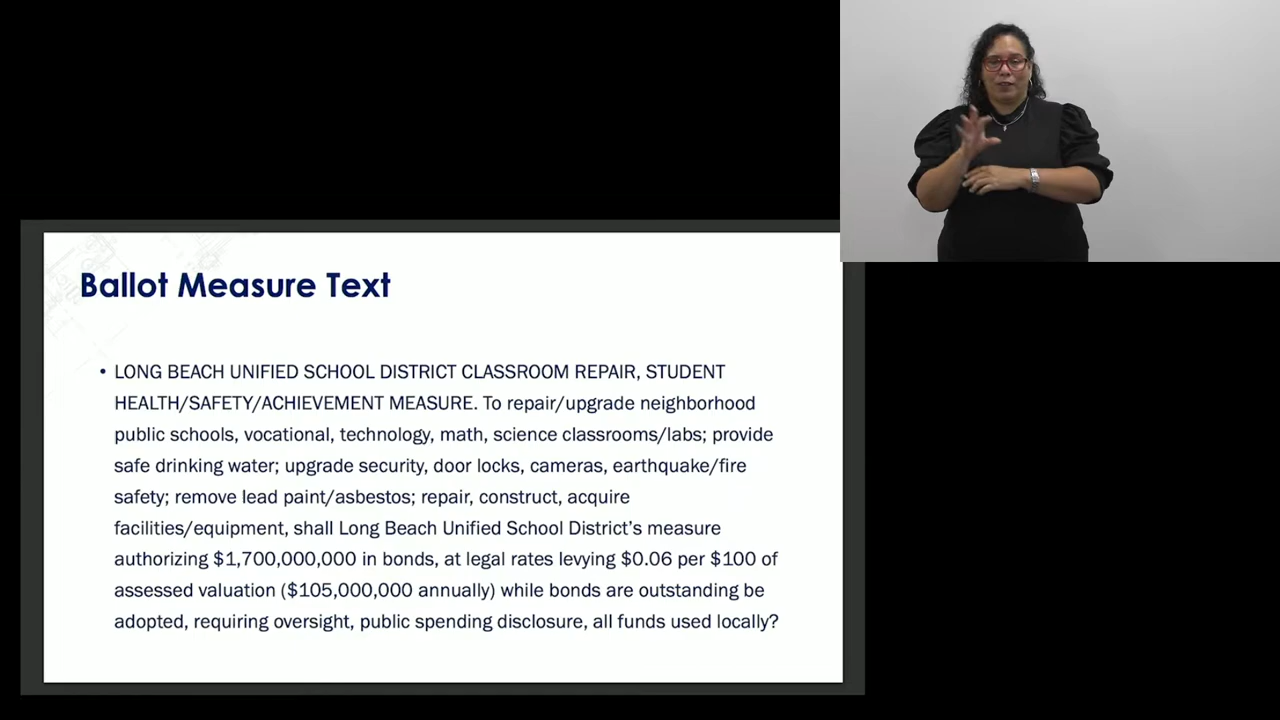 Ballot Measure Text
• LONG BEACH UNIFIED SCHOOL DISTRICT CLASSROOM REPAIR, STUDENT
HEALTH/SAFETY/ACHIEVEMENT MEASURE. To repair/upgrade neighborhood
public schools, vocational, technology, math, science classrooms/labs; provide
safe drinking water; upgrade security, door locks, cameras, earthquake/fire
safety; remove lead paint/asbestos; repair, construct, acquire
facilities/equipment, shall Long Beach Unified School District’s measure
authorizing $1,700,000,000 in bonds, at legal rates levying $0.06 per $100 of
assessed valuation ($105,000,000 annually) while bonds are outstanding be
adopted, requiring oversight, public spending disclosure, all funds used locally?